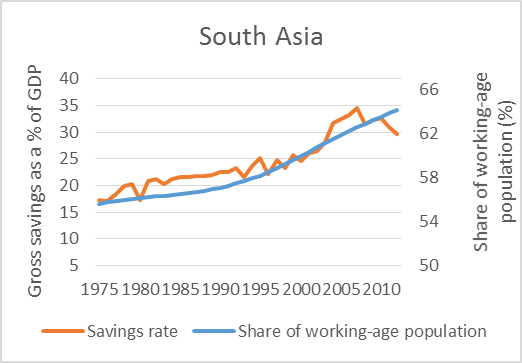 South Asia
Gross savings as a % of GDP
40
35
30
25
20
15
10
5
66
62
58
54
50
Share of working-age
population (%)
1975 1980 1985 1990 1995 2000 2005 2010
Savings rate Share of working-age population